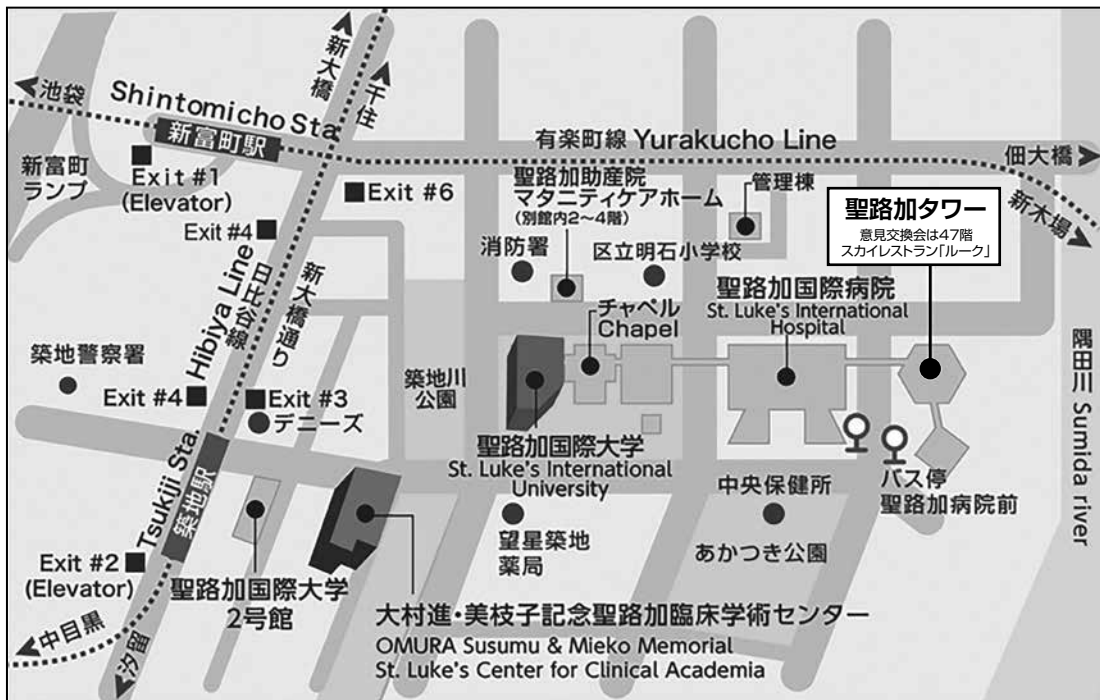 池袋
Shintomicho Sta
新富町駅
新大橋
千住
有楽町線 Yurakucho Line
佃大橋
新木場
新富町
ランプ
Exit #1
(Elevator)
Exit #6
Exit #4
聖路加助産院
マタニティケアホーム
(別館内2～4階)
管理棟
聖路加タワー
意見交換会は47階
スカイレストラン「ルーク」
消防署
区立明石小学校
Hibiya Line
日比谷線
新大橋通り
チャペル
Chapel
聖路加国際病院
St. Luke's International
Hospital
隅田川 Sumida river
築地警察署
Exit #4
Exit #3
デニーズ
築地川
公園
聖路加国際大学
St. Luke's International
University
Tsukiji Sta.
築地駅
中央保健所
バス停
聖路加病院前
望星築地
薬局
あかつき公園
Exit #2
(Elevator)
聖路加国際大学
2号館
大村進・美枝子記念聖路加臨床学術センター
OMURA Susumu & Mieko Memorial
St. Luke's Center for Clinical Academia
中目黒
汐留